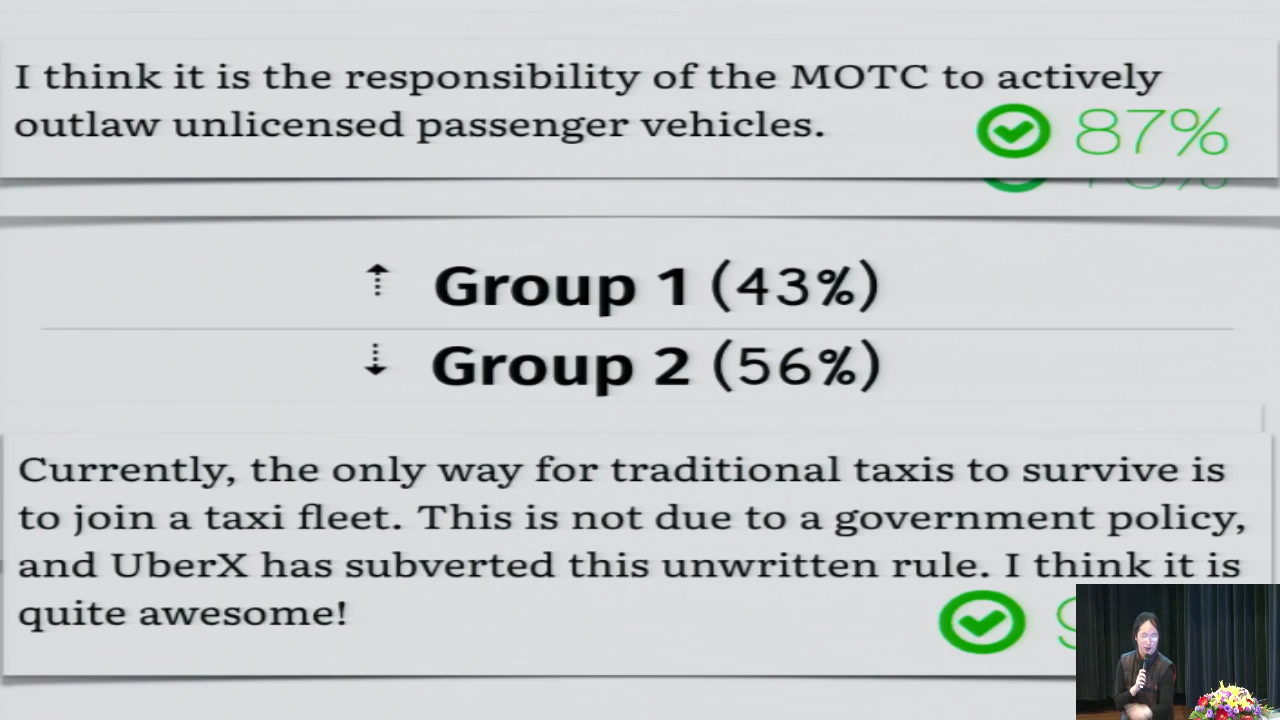 I think it is the responsibility of the MOTC to actively
outlaw unlicensed passenger vehicles.
87%
Group 1 (43%)
Group 2 (56%)
Currently, the only way for traditional taxis to survive is
to join a taxi fleet. This is not due to a government policy,
and UberX has subverted this unwritten rule. I think it is
quite awesome!